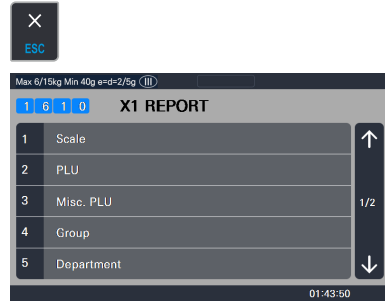 ×
ESC
Max 6/15kg Min 40g e=d=2/5g III
1 6 1 0 X1 REPORT
1 Scale
2 PLU
3 Misc. PLU
1/2
4 Group
5 Department
01:43:50